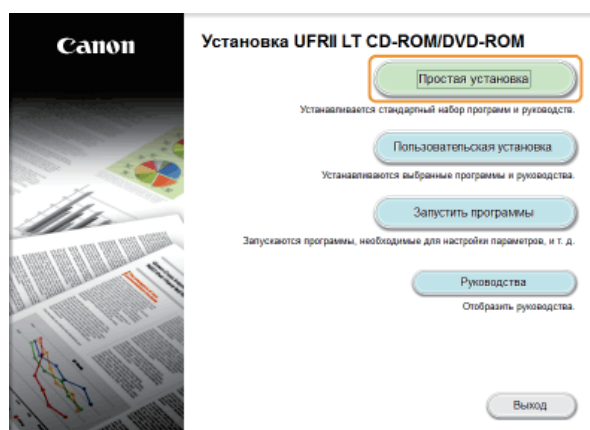 Canon
Установка UFRII LT CD-ROM/DVD-ROM
Простая установка
Устанавливается стандартный набор программ и руководств.
Пользовательская установка
Устанавливаются выбранные программы и руководства.
Запустить программы
Запускаются программы, необходимые для настройки параметров, и т. д.
Руководства
Отобразить руководства.
Выход